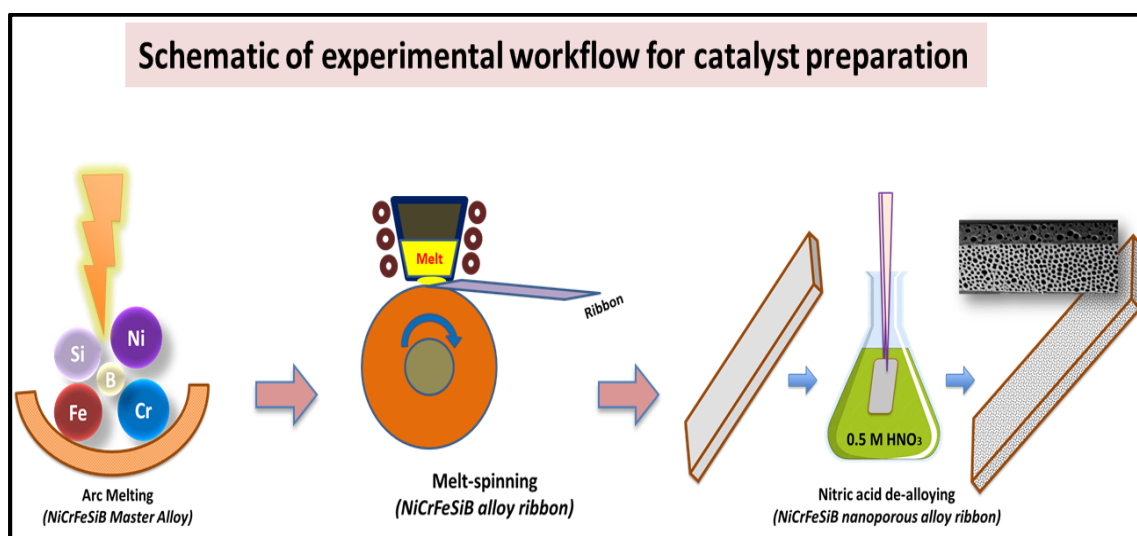 Schematic of experimental workflow for catalyst preparation
Si
Ni
B
Fe
Cr
Arc Melting
(NiCrFeSiB Master Alloy)
Melt
Ribbon
Melt-spinning
(NiCrFeSiB alloy ribbon)
0.5 M HNO₃
Nitric acid de-alloying
(NiCrFeSiB nanoporous alloy ribbon)